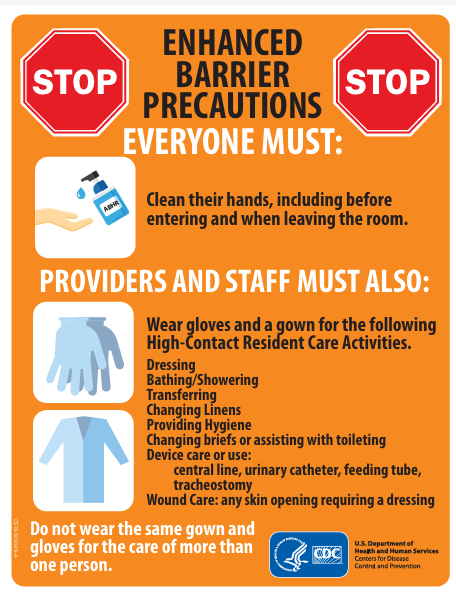 ENHANCED
BARRIER
PRECAUTIONS
STOP
STOP
EVERYONE MUST:
ABHR
Clean their hands, including before
entering and when leaving the room.
PROVIDERS AND STAFF MUST ALSO:
Wear gloves and a gown for the following
High-Contact Resident Care Activities.
Dressing
Bathing/Showering
Transferring
Changing Linens
Providing Hygiene
Changing briefs or assisting with toileting
Device care or use:
central line, urinary catheter, feeding tube,
tracheostomy
Wound Care: any skin opening requiring a dressing
Do not wear the same gown and
gloves for the care of more than
one person.
CDC
U.S. Department of
Health and Human Services
Centers for Disease
Control and Prevention